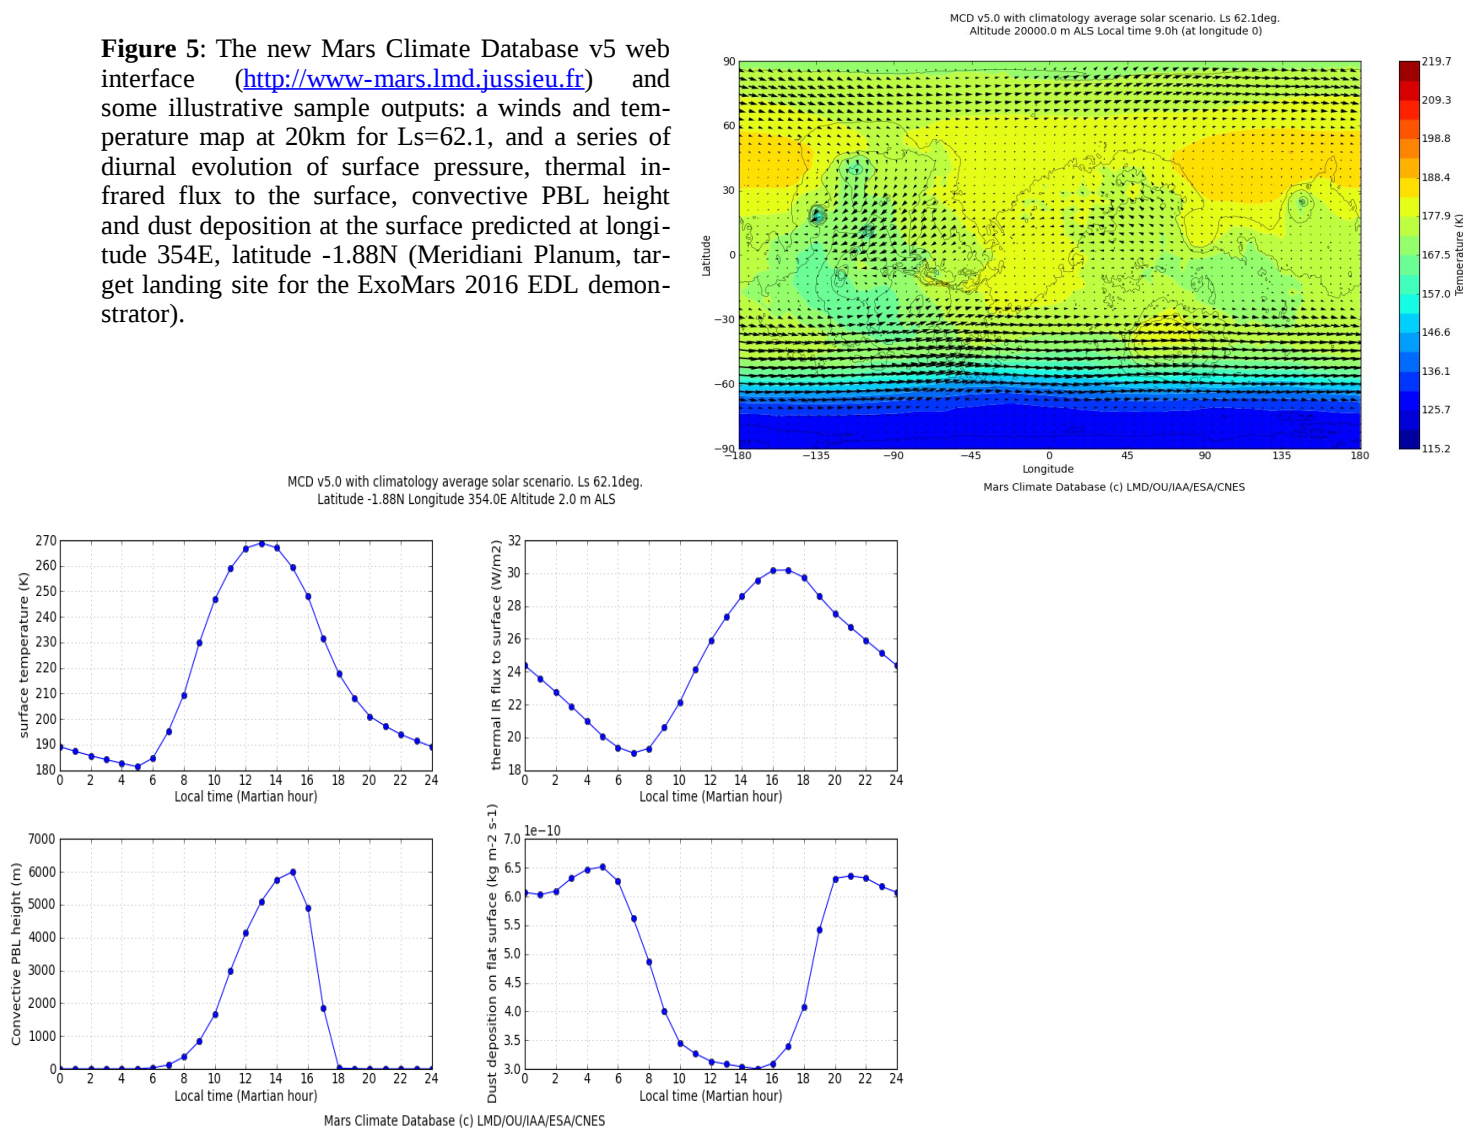 Figure 5: The new Mars Climate Database v5 web
interface (http://www-mars.lmd.jussieu.fr) and
some illustrative sample outputs: a winds and tem-
perature map at 20km for Ls=62.1, and a series of
diurnal evolution of surface pressure, thermal in-
frared flux to the surface, convective PBL height
and dust deposition at the surface predicted at longi-
tude 354E, latitude -1.88N (Meridiani Planum, tar-
get landing site for the ExoMars 2016 EDL demon-
strator).
MCD v5.0 with climatology average solar scenario. Ls 62.1deg.
Altitude 20000.0 m ALS Local time 9.0h (at longitude 0)
90
60
30
0
−30
−60
−90
Latitude
−180 −135 −90 −45 0 45 90 135 180
Longitude
219.7
209.3
198.8
188.4
177.9
167.5
157.0
146.6
136.1
125.7
115.2
Temperature (K)
Mars Climate Database (c) LMD/OU/IAA/ESA/CNES
MCD v5.0 with climatology average solar scenario. Ls 62.1deg.
Latitude -1.88N Longitude 354.0E Altitude 2.0 m ALS
270
260
250
240
230
220
210
200
190
180
surface temperature (K)
0 2 4 6 8 10 12 14 16 18 20 22 24
Local time (Martian hour)
32
30
28
26
24
22
20
18
thermal IR flux to surface (W/m2)
0 2 4 6 8 10 12 14 16 18 20 22 24
Local time (Martian hour)
7000
6000
5000
4000
3000
2000
1000
0
Convective PBL height (m)
0 2 4 6 8 10 12 14 16 18 20 22 24
Local time (Martian hour)
1e−10
7.0
6.5
6.0
5.5
5.0
4.5
4.0
3.5
3.0
Dust deposition on flat surface (kg m-2 s-1)
0 2 4 6 8 10 12 14 16 18 20 22 24
Local time (Martian hour)
Mars Climate Database (c) LMD/OU/IAA/ESA/CNES